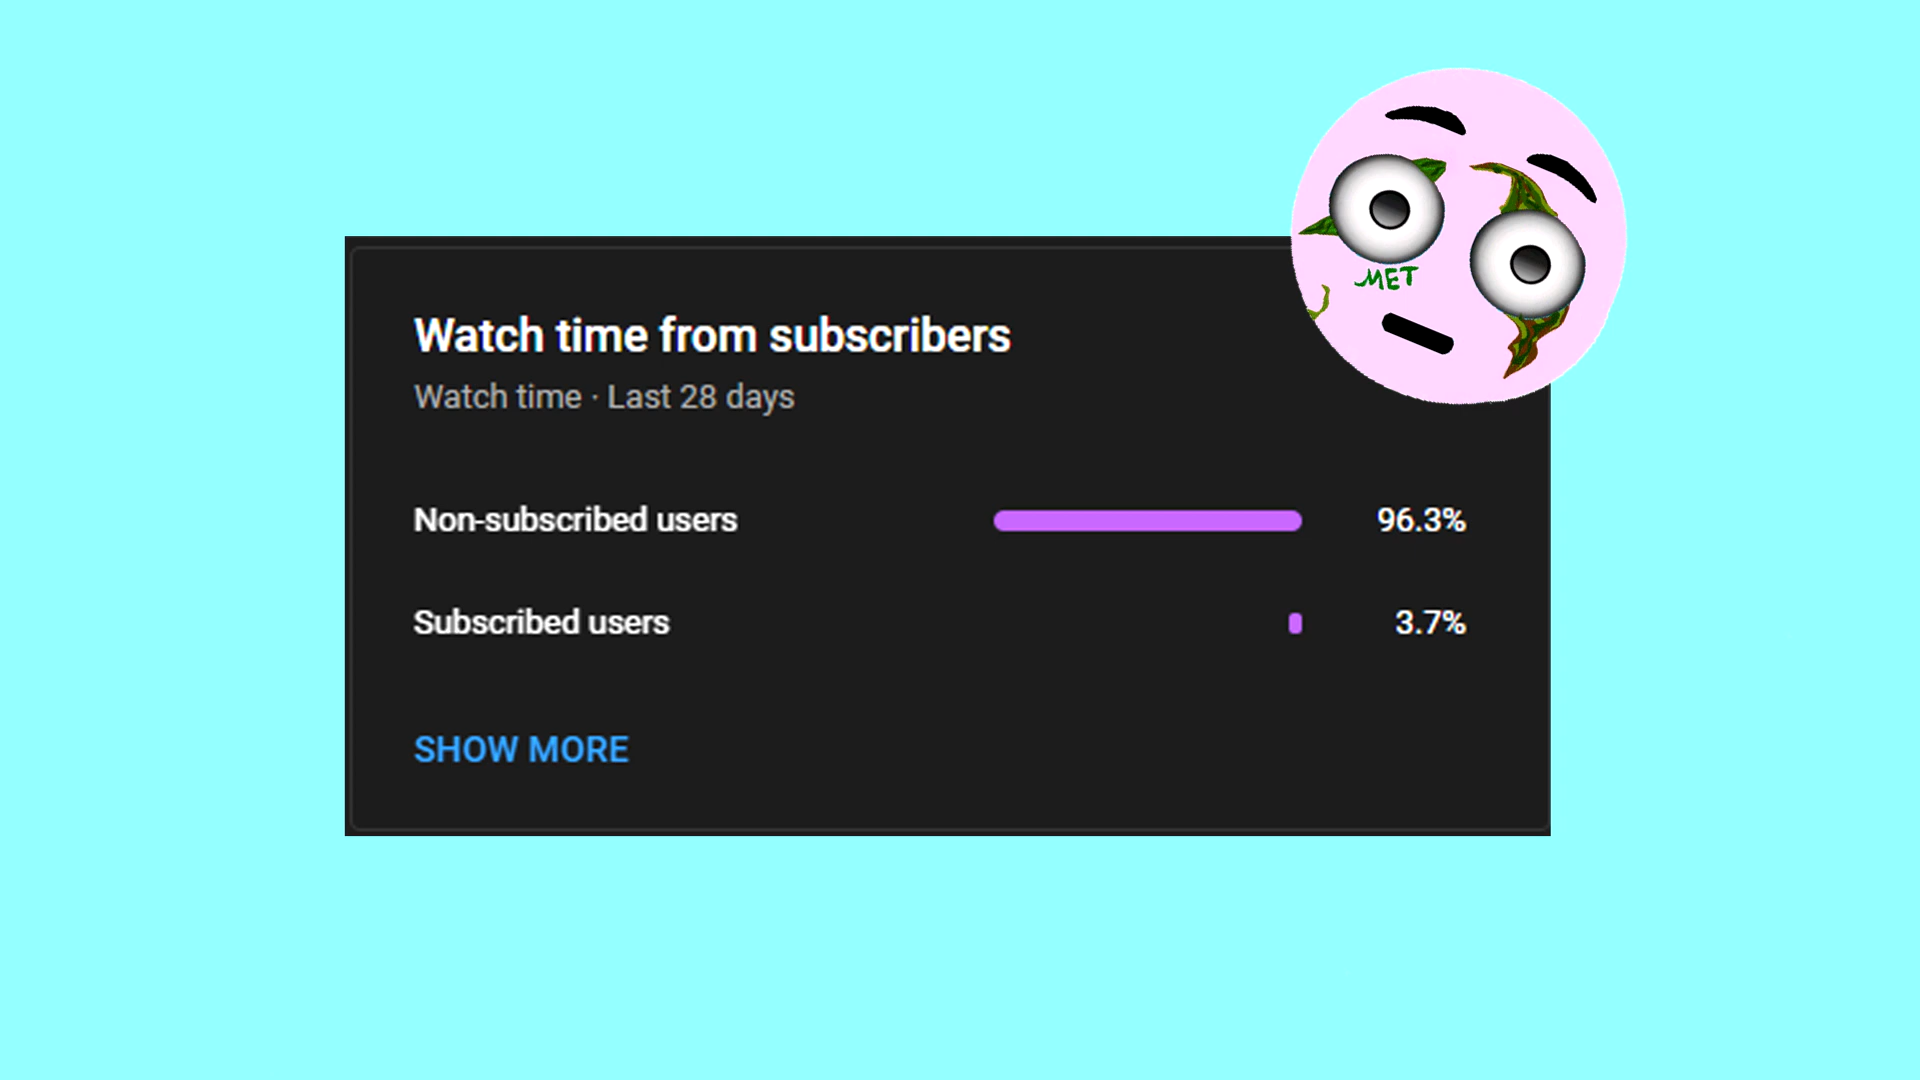 MET
Watch time from subscribers
Watch time · Last 28 days
Non-subscribed users 96.3%
Subscribed users 3.7%
SHOW MORE